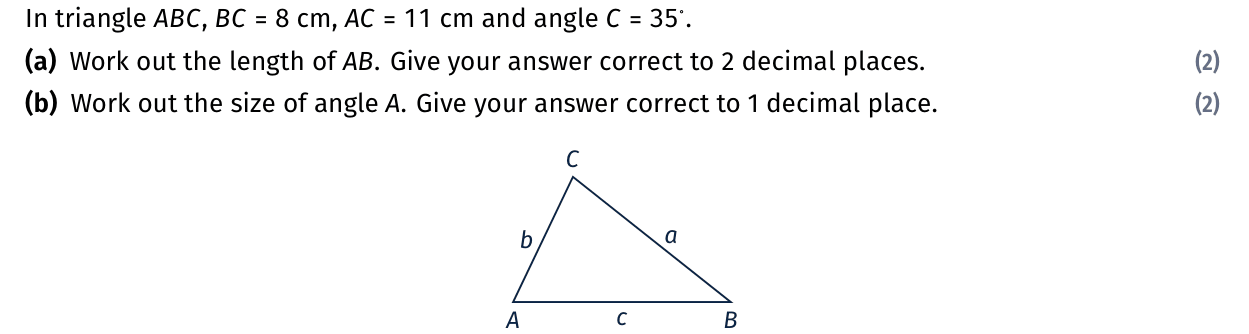 In triangle ABC, BC = 8 cm, AC = 11 cm and angle C = 35°.
(a) Work out the length of AB. Give your answer correct to 2 decimal places. (2)
(b) Work out the size of angle A. Give your answer correct to 1 decimal place. (2)
C
b
a
A
c
B